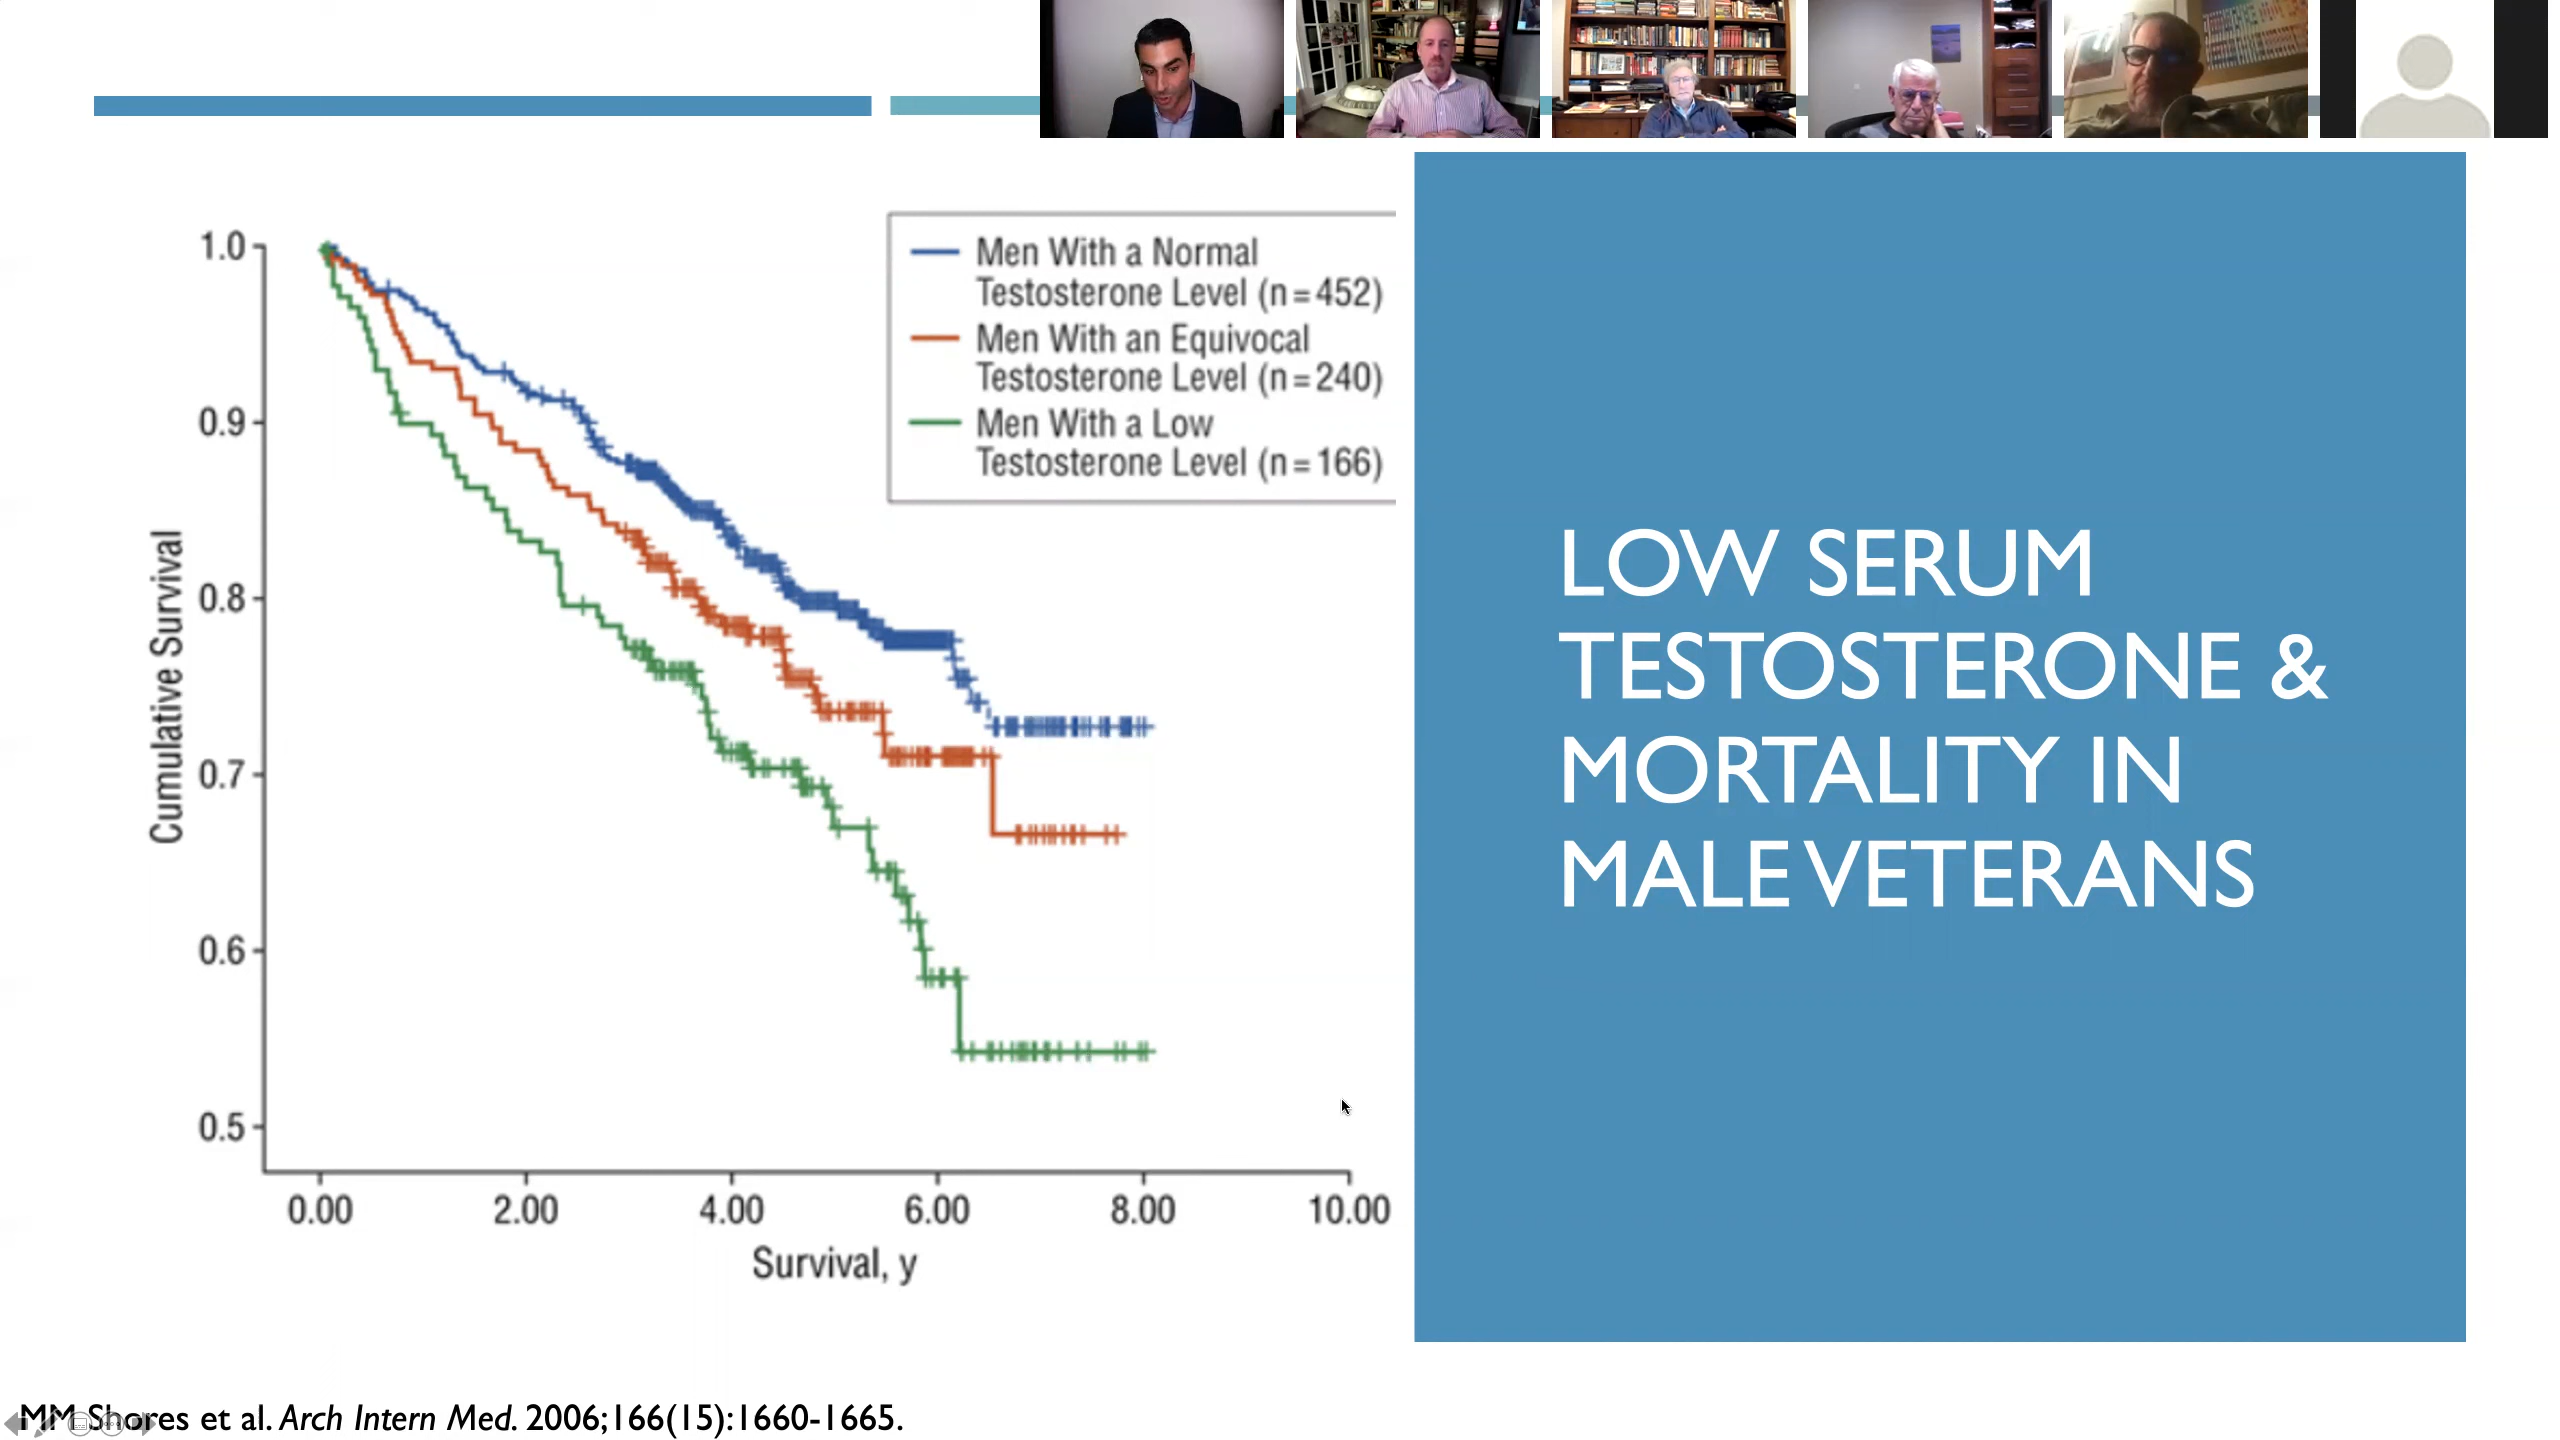 1.0
0.9
0.8
0.7
0.6
0.5
Cumulative Survival
Men With a Normal
Testosterone Level (n=452)
Men With an Equivocal
Testosterone Level (n=240)
Men With a Low
Testosterone Level (n=166)
0.00 2.00 4.00 6.00 8.00 10.00
Survival, y
LOW SERUM
TESTOSTERONE &
MORTALITY IN
MALE VETERANS
MM Shores et al. Arch Intern Med. 2006;166(15):1660-1665.